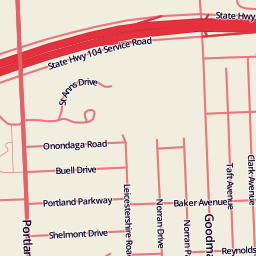 State Hwy
State Hwy 104 Service Road
St Anns Drive
Onondaga Road
Buell Drive
Portland Parkway
Baker Avenue
Shelmont Drive
Leicestershire Road
Norran Drive
Taft Avenue
Clark Avenue
Portlan
Norran P
Goodma
Reynolds